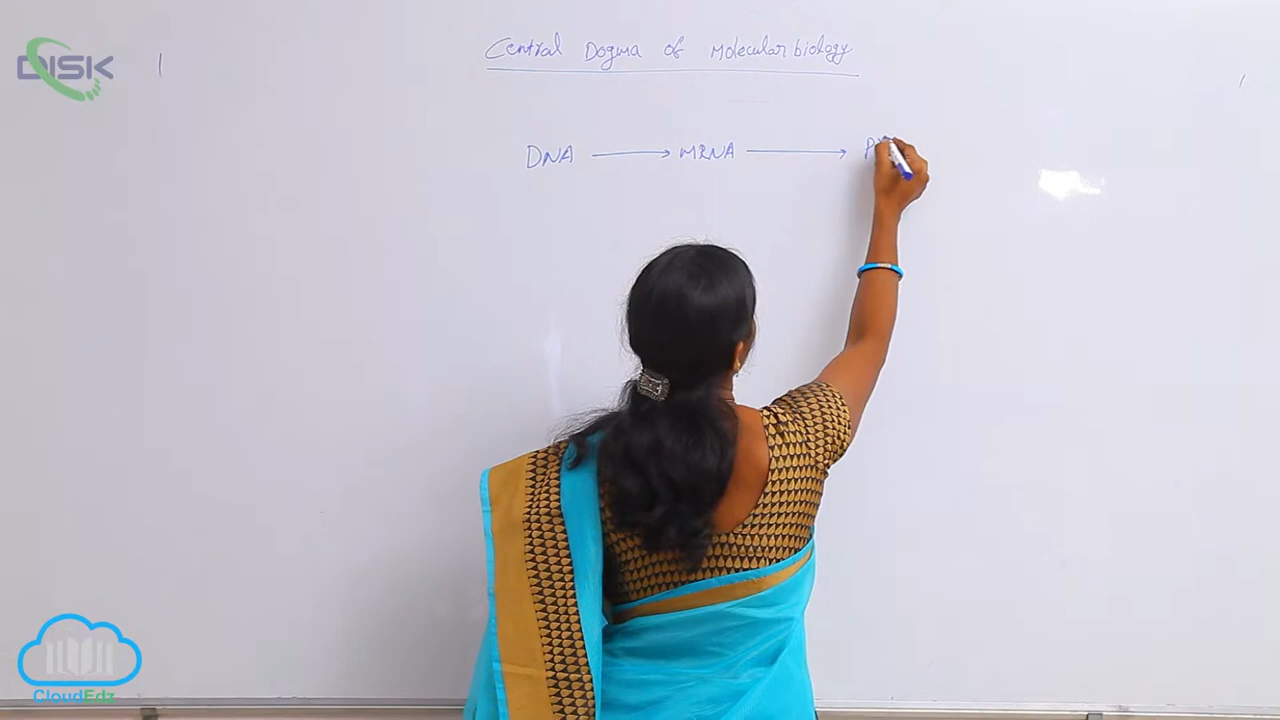 DISK
Central Dogma of Molecular biology
DNA → mRNA →
CloudEdz